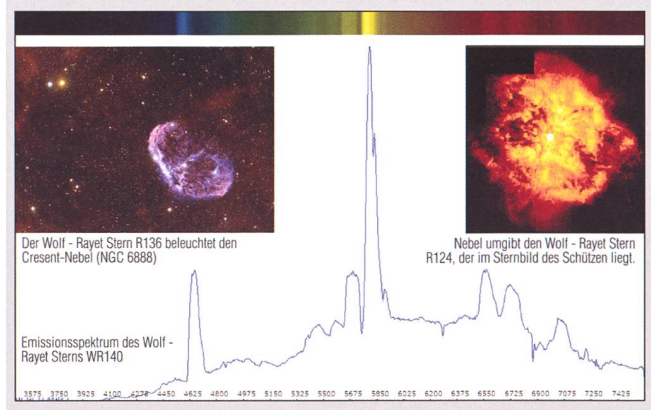 Der Wolf - Rayet Stern R136 beleuchtet den
Cresent-Nebel (NGC 6888)
Nebel umgibt den Wolf - Rayet Stern
R124, der im Sternbild des Schützen liegt.
Emissionsspektrum des Wolf -
Rayet Sterns WR140
3575 3750 3925 4100 4275 4450 4625 4800 4975 5150 5325 5500 5675 5850 6025 6200 6375 6550 6725 6900 7075 7250 7425